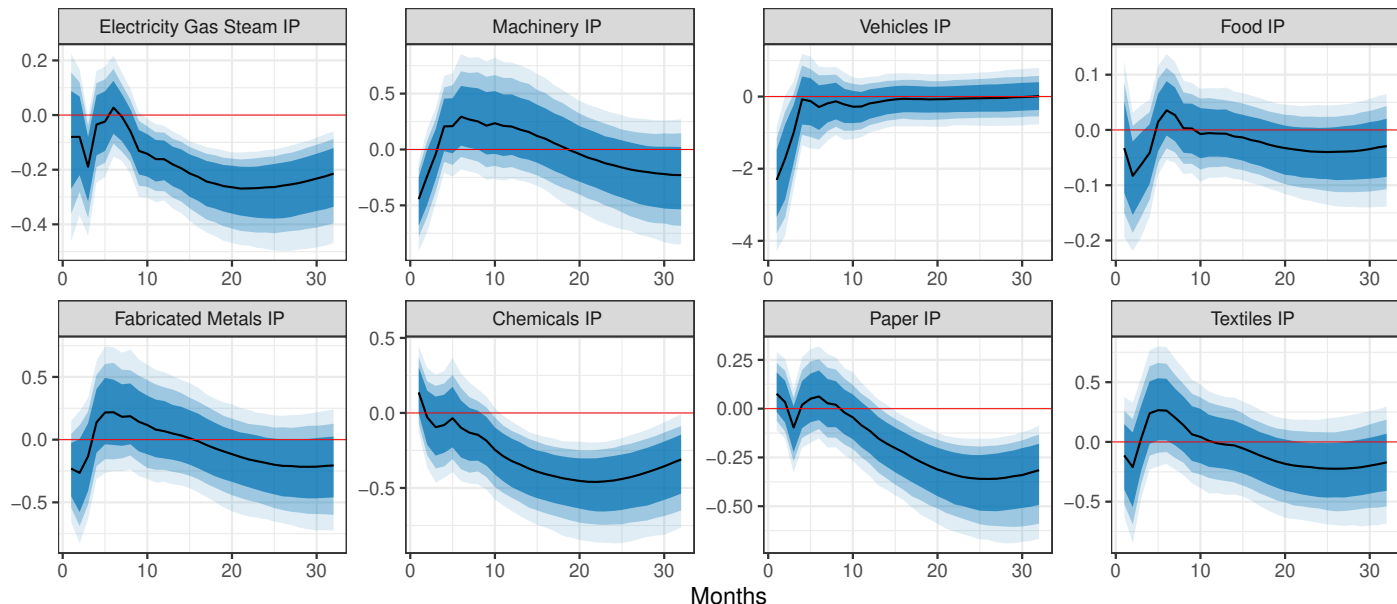 Electricity Gas Steam IP
Machinery IP
Vehicles IP
Food IP
0.2
0.0
−0.2
−0.4
0.5
0.0
−0.5
0
−2
−4
0.1
0.0
−0.1
−0.2
0 10 20 30
0 10 20 30
0 10 20 30
0 10 20 30
Fabricated Metals IP
Chemicals IP
Paper IP
Textiles IP
0.5
0.0
−0.5
0.5
0.0
−0.5
0.25
0.00
−0.25
−0.50
0.5
0.0
−0.5
0 10 20 30
0 10 20 30
0 10 20 30
0 10 20 30
Months